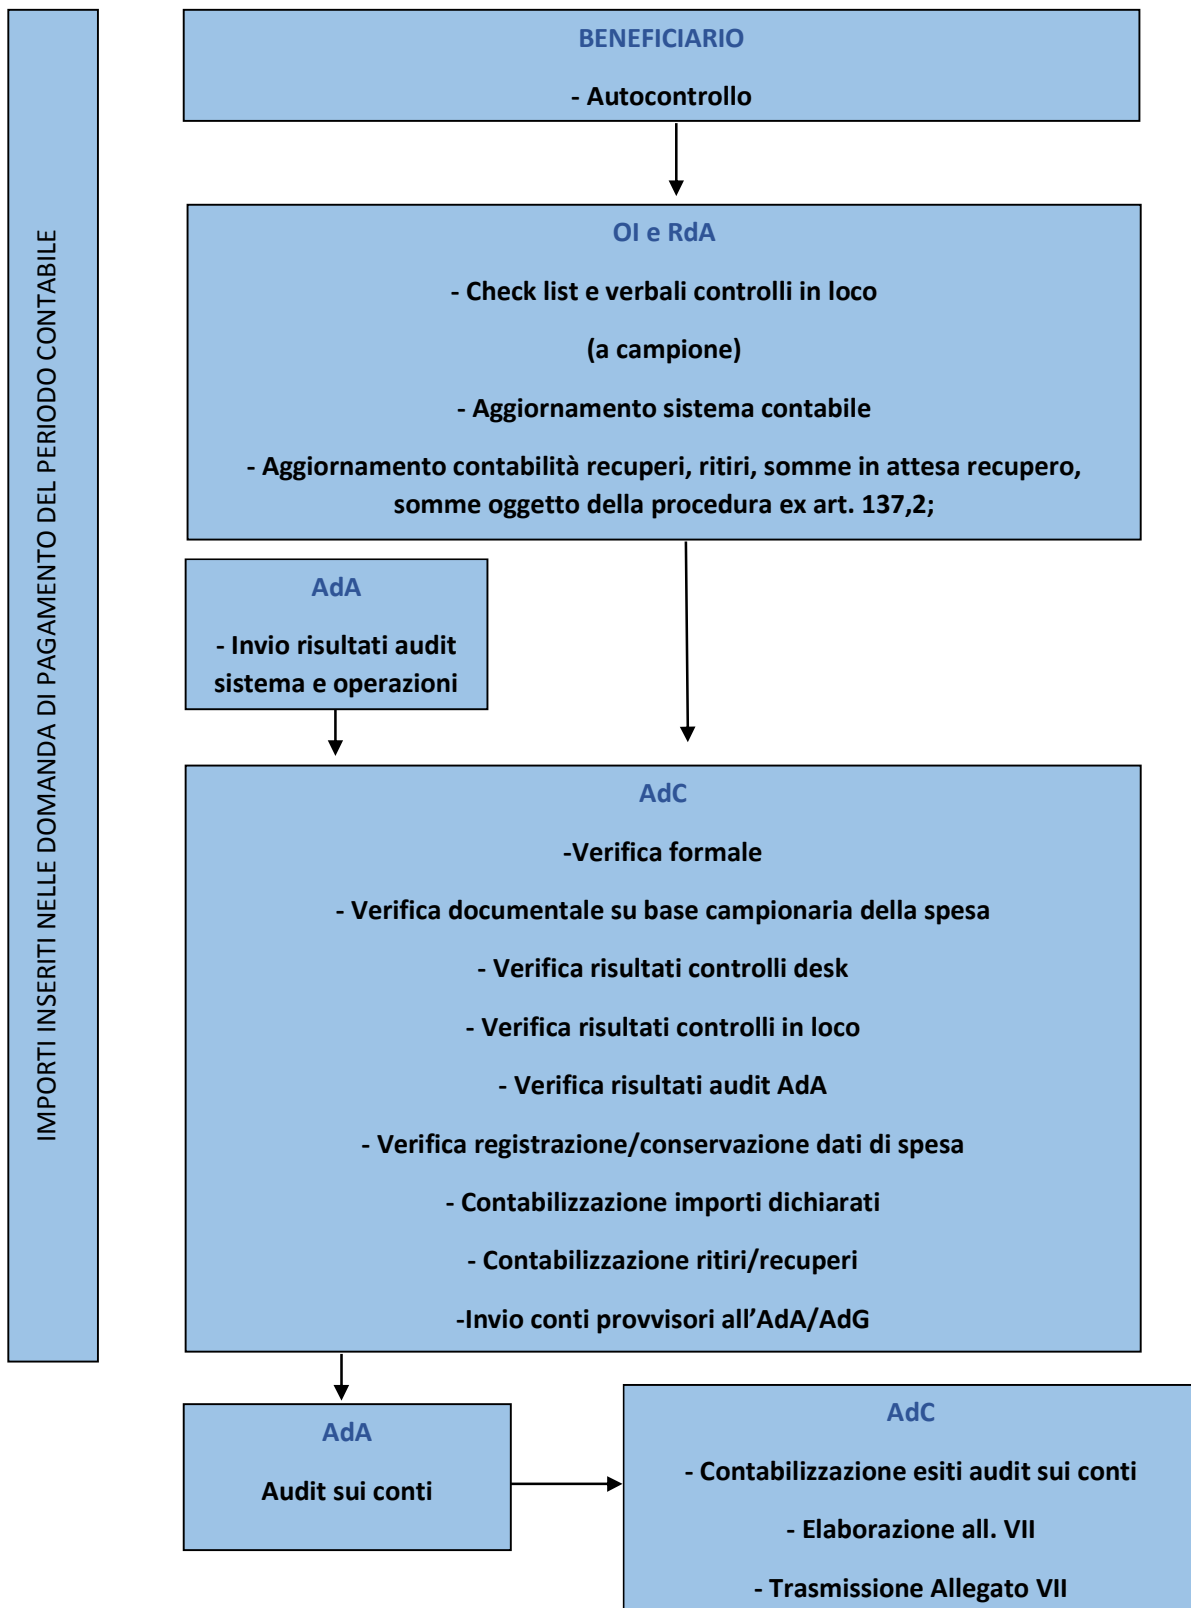 IMPORTI INSERITI NELLE DOMANDA DI PAGAMENTO DEL PERIODO CONTABILE
BENEFICIARIO
- Autocontrollo
OI e RdA
- Check list e verbali controlli in loco
(a campione)
- Aggiornamento sistema contabile
- Aggiornamento contabilità recuperi, ritiri, somme in attesa recupero,
somme oggetto della procedura ex art. 137,2;
AdA
- Invio risultati audit
sistema e operazioni
AdC
-Verifica formale
- Verifica documentale su base campionaria della spesa
- Verifica risultati controlli desk
- Verifica risultati controlli in loco
- Verifica risultati audit AdA
- Verifica registrazione/conservazione dati di spesa
- Contabilizzazione importi dichiarati
- Contabilizzazione ritiri/recuperi
-Invio conti provvisori all’AdA/AdG
AdA
Audit sui conti
AdC
- Contabilizzazione esiti audit sui conti
- Elaborazione all. VII
- Trasmissione Allegato VII